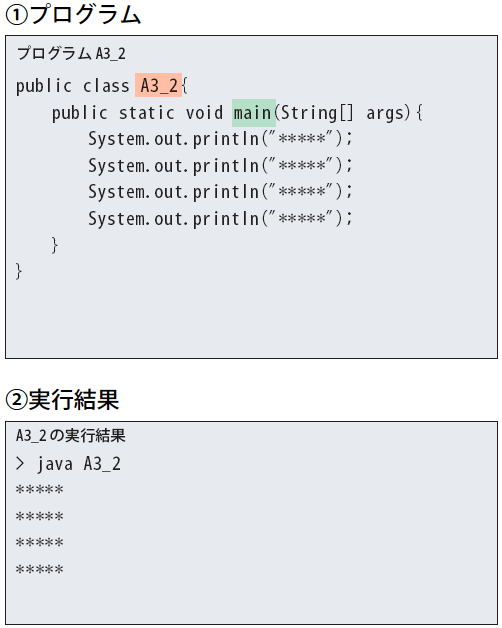 ①プログラム
プログラム A3_2
public class A3_2{
public static void main(String[] args){
System.out.println("*****");
System.out.println("*****");
System.out.println("*****");
System.out.println("*****");
}
}
②実行結果
A3_2 の実行結果
> java A3_2
*****
*****
*****
*****